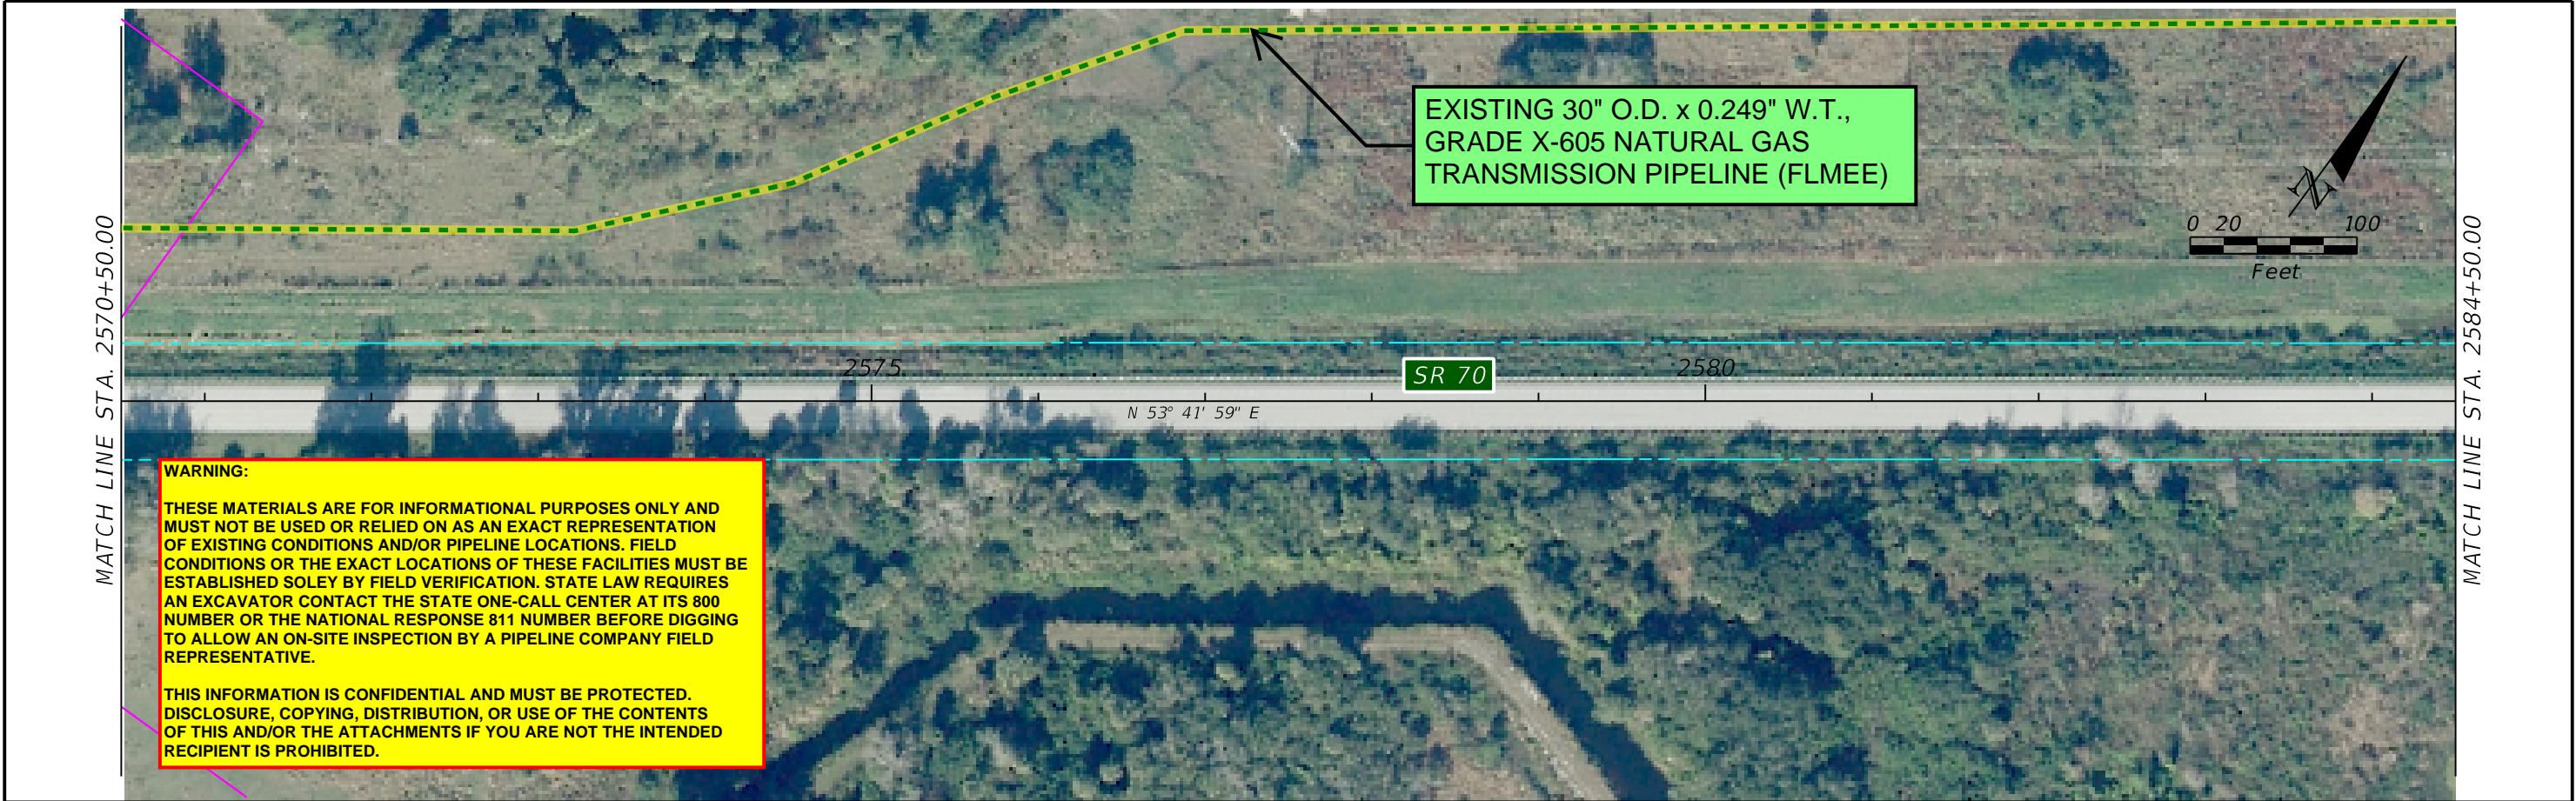 EXISTING 30" O.D. x 0.249" W.T.,
GRADE X-605 NATURAL GAS
TRANSMISSION PIPELINE (FLMEE)
N
0 20 100
Feet
MATCH LINE STA. 2570+50.00
MATCH LINE STA. 2584+50.00
2575
SR 70
2580
N 53° 41' 59" E
WARNING:
THESE MATERIALS ARE FOR INFORMATIONAL PURPOSES ONLY AND
MUST NOT BE USED OR RELIED ON AS AN EXACT REPRESENTATION
OF EXISTING CONDITIONS AND/OR PIPELINE LOCATIONS. FIELD
CONDITIONS OR THE EXACT LOCATIONS OF THESE FACILITIES MUST BE
ESTABLISHED SOLEY BY FIELD VERIFICATION. STATE LAW REQUIRES
AN EXCAVATOR CONTACT THE STATE ONE-CALL CENTER AT ITS 800
NUMBER OR THE NATIONAL RESPONSE 811 NUMBER BEFORE DIGGING
TO ALLOW AN ON-SITE INSPECTION BY A PIPELINE COMPANY FIELD
REPRESENTATIVE.
THIS INFORMATION IS CONFIDENTIAL AND MUST BE PROTECTED.
DISCLOSURE, COPYING, DISTRIBUTION, OR USE OF THE CONTENTS
OF THIS AND/OR THE ATTACHMENTS IF YOU ARE NOT THE INTENDED
RECIPIENT IS PROHIBITED.